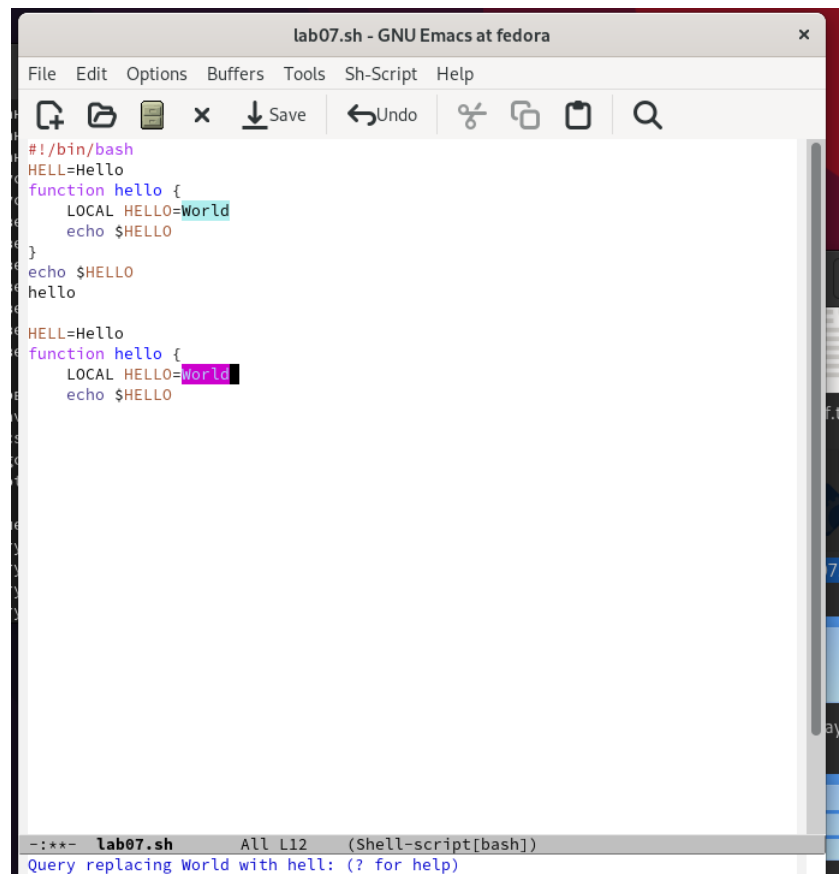 lab07.sh - GNU Emacs at fedora
File Edit Options Buffers Tools Sh-Script Help
Save Undo
#!/bin/bash
HELL=Hello
function hello {
    LOCAL HELLO=World
    echo $HELLO
}
echo $HELLO
hello
HELL=Hello
function hello {
    LOCAL HELLO=World
    echo $HELLO
-:**- lab07.sh All L12 (Shell-script[bash])
Query replacing World with hell: (? for help)